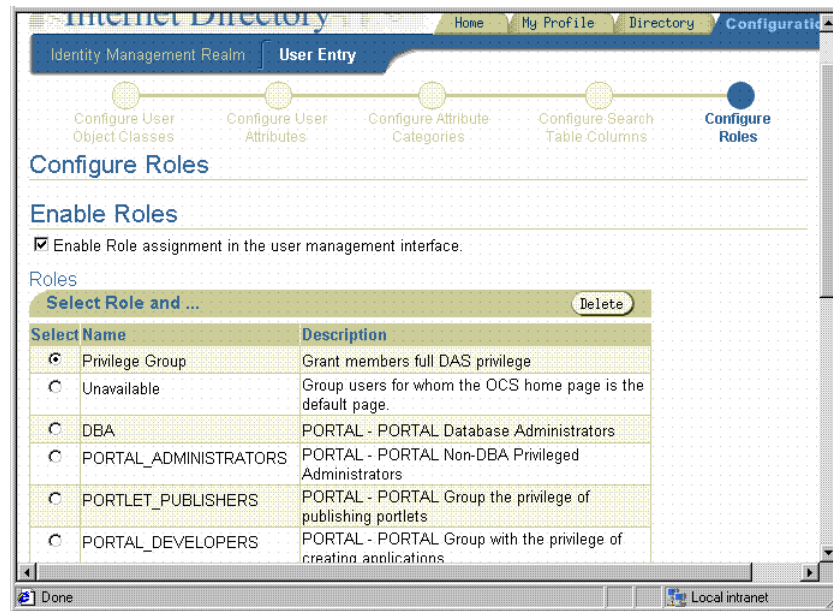 Internet Directory
Home My Profile Directory Configuratio
Identity Management Realm User Entry
Configure User Object Classes
Configure User Attributes
Configure Attribute Categories
Configure Search Table Columns
Configure Roles
Configure Roles
Enable Roles
Enable Role assignment in the user management interface.
Roles
Select Role and ... Delete
Select Name Description
Privilege Group Grant members full DAS privilege
Unavailable Group users for whom the OCS home page is the
default page.
DBA PORTAL - PORTAL Database Administrators
PORTAL_ADMINISTRATORS PORTAL - PORTAL Non-DBA Privileged
Administrators
PORTLET_PUBLISHERS PORTAL - PORTAL Group the privilege of
publishing portlets
PORTAL_DEVELOPERS PORTAL - PORTAL Group with the privilege of
creating applications
Done Local intranet